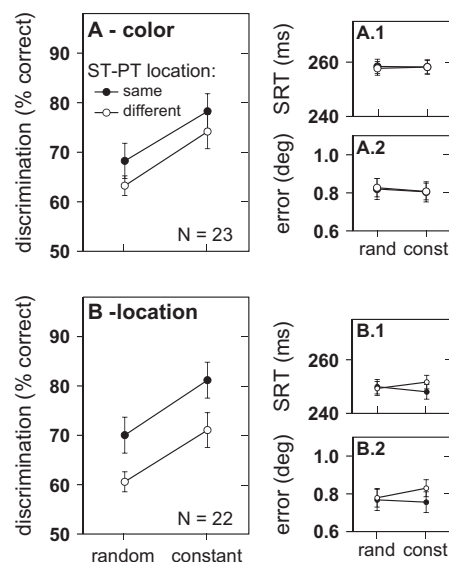 A - color
ST-PT location:
same
different
N = 23
discrimination (% correct)
90
80
70
60
50
A.1
SRT (ms)
260
240
A.2
error (deg)
1.0
0.8
0.6
rand const
B -location
N = 22
discrimination (% correct)
90
80
70
60
50
random constant
B.1
SRT (ms)
260
240
B.2
error (deg)
1.0
0.8
0.6
rand const